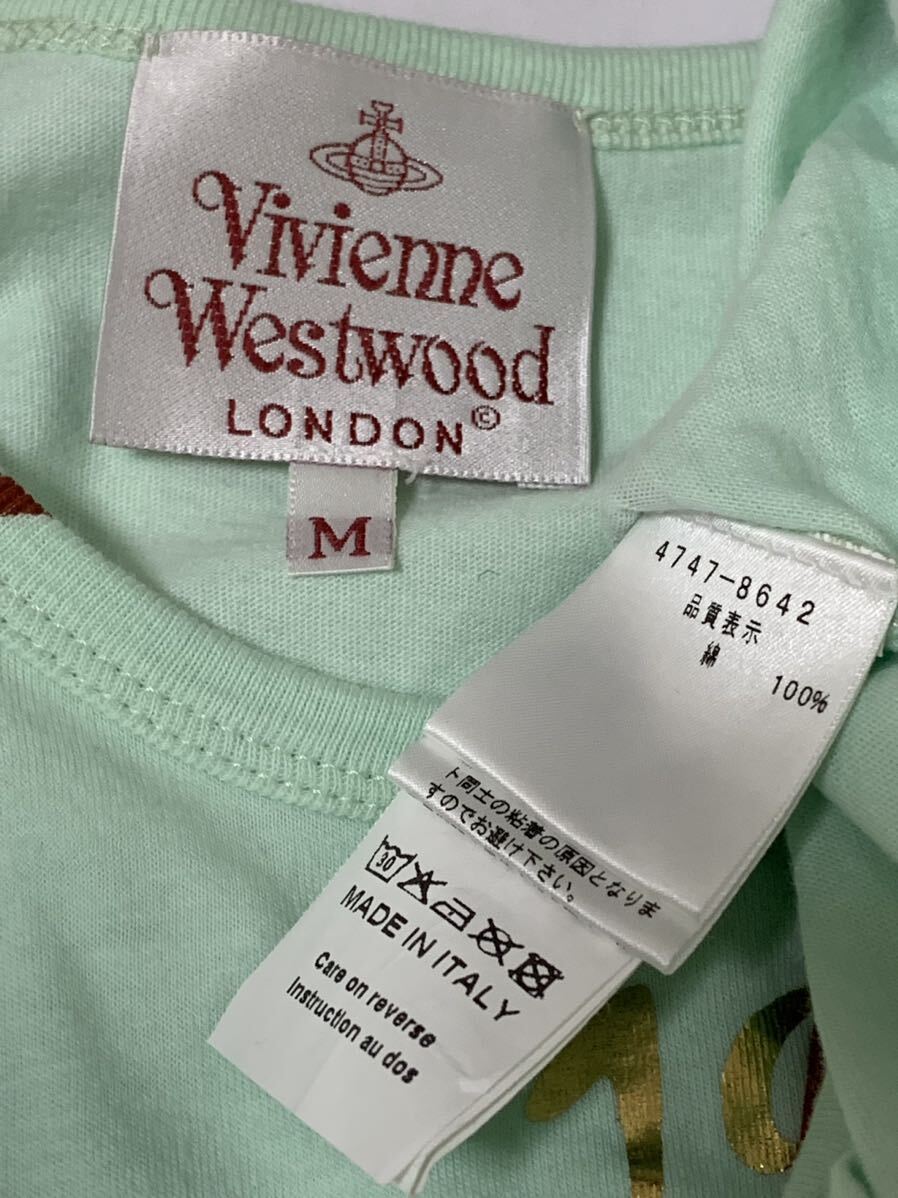 Vivienne
Westwood
LONDON©
M
4747-8642
品質表示
綿 100%
ト同士の粘着の原因となりま
すのでお避け下さい。
30
MADE IN ITALY
Care on reverse
Instruction au dos